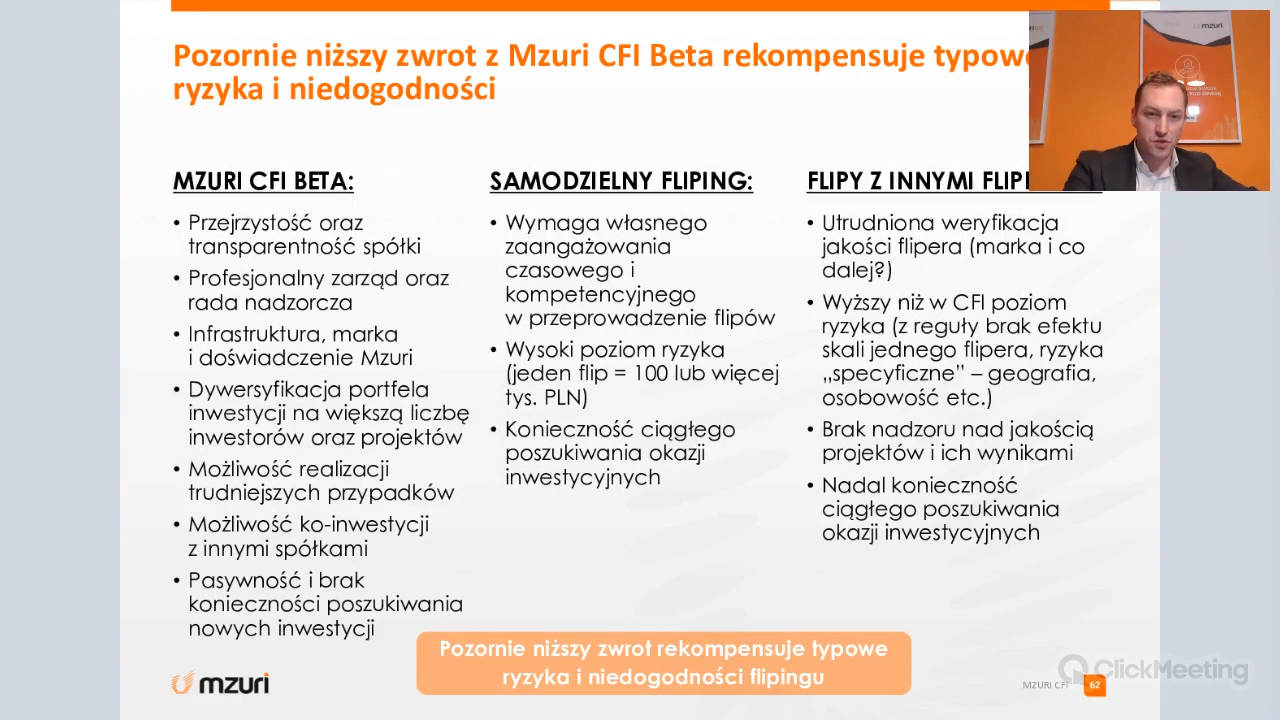 Pozornie niższy zwrot z Mzuri CFI Beta rekompensuje typowe
ryzyka i niedogodności
MZURI CFI BETA:
• Przejrzystość oraz
transparentność spółki
• Profesjonalny zarząd oraz
rada nadzorcza
• Infrastruktura, marka
i doświadczenie Mzuri
• Dywersyfikacja portfela
inwestycji na większą liczbę
inwestorów oraz projektów
• Możliwość realizacji
trudniejszych przypadków
• Możliwość ko-inwestycji
z innymi spółkami
• Pasywność i brak
konieczności poszukiwania
nowych inwestycji
SAMODZIELNY FLIPING:
• Wymaga własnego
zaangażowania
czasowego i
kompetencyjnego
w przeprowadzenie flipów
• Wysoki poziom ryzyka
(jeden flip = 100 lub więcej
tys. PLN)
• Konieczność ciągłego
poszukiwania okazji
inwestycyjnych
FLIPY Z INNYMI
• Utrudniona weryfikacja
jakości flipera (marka i co
dalej?)
• Wyższy niż w CFI poziom
ryzyka (z reguły brak efektu
skali jednego flipera, ryzyka
„specyficzne” – geografia,
osobowość etc.)
• Brak nadzoru nad jakością
projektów i ich wynikami
• Nadal konieczność
ciągłego poszukiwania
okazji inwestycyjnych
Pozornie niższy zwrot rekompensuje typowe
ryzyka i niedogodności flipingu
mzuri
MZURI CFI
62
ClickMeeting
mzuri